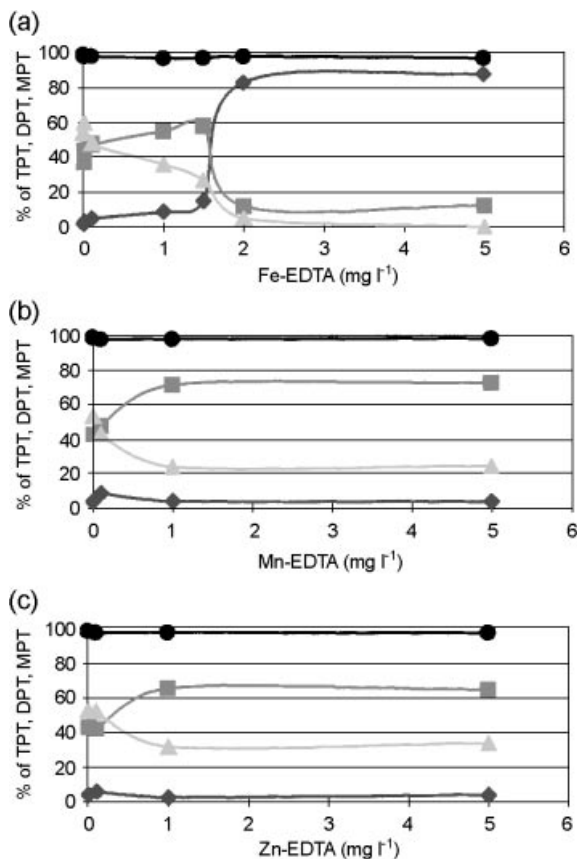 (a)
% of TPT, DPT, MPT
100
80
60
40
20
0
0 1 2 3 4 5 6
Fe-EDTA (mg l⁻¹)
(b)
% of TPT, DPT, MPT
100
80
60
40
20
0
0 1 2 3 4 5 6
Mn-EDTA (mg l⁻¹)
(c)
% of TPT, DPT, MPT
100
80
60
40
20
0
0 1 2 3 4 5 6
Zn-EDTA (mg l⁻¹)